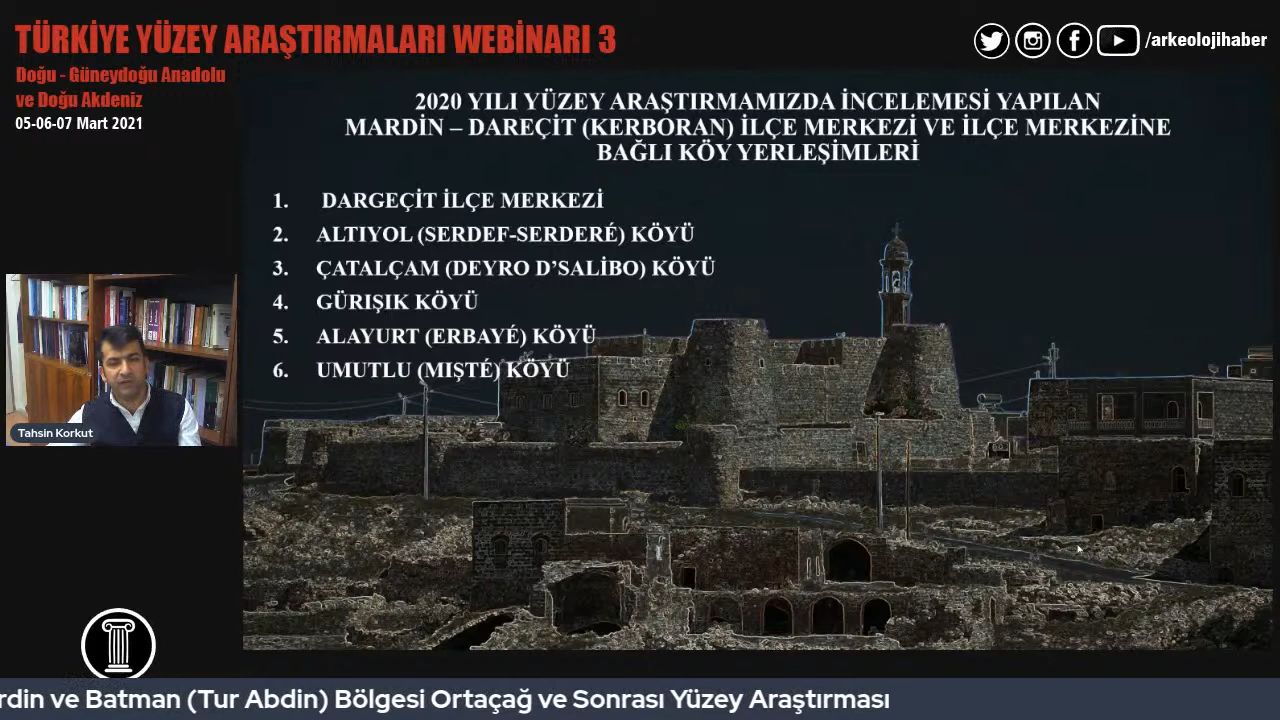 TÜRKİYE YÜZEY ARAŞTIRMALARI WEBİNARI 3
Doğu - Güneydoğu Anadolu
ve Doğu Akdeniz
05-06-07 Mart 2021
/arkeolojihaber
2020 YILI YÜZEY ARAŞTIRMAMIZDA İNCELEMESİ YAPILAN
MARDİN – DAREÇİT (KERBORAN) İLÇE MERKEZİ VE İLÇE MERKEZİNE
BAĞLI KÖY YERLEŞİMLERİ
1. DARGEÇİT İLÇE MERKEZİ
2. ALTIYOL (SERDEF-SERDERÉ) KÖYÜ
3. ÇATALÇAM (DEYRO D’SALİBO) KÖYÜ
4. GÜRIŞIK KÖYÜ
5. ALAYURT (ERBAYÉ) KÖYÜ
6. UMUTLU (MIŞTÉ) KÖYÜ
Tahsin Korkut
rdin ve Batman (Tur Abdin) Bölgesi Ortaçağ ve Sonrası Yüzey Araştırması